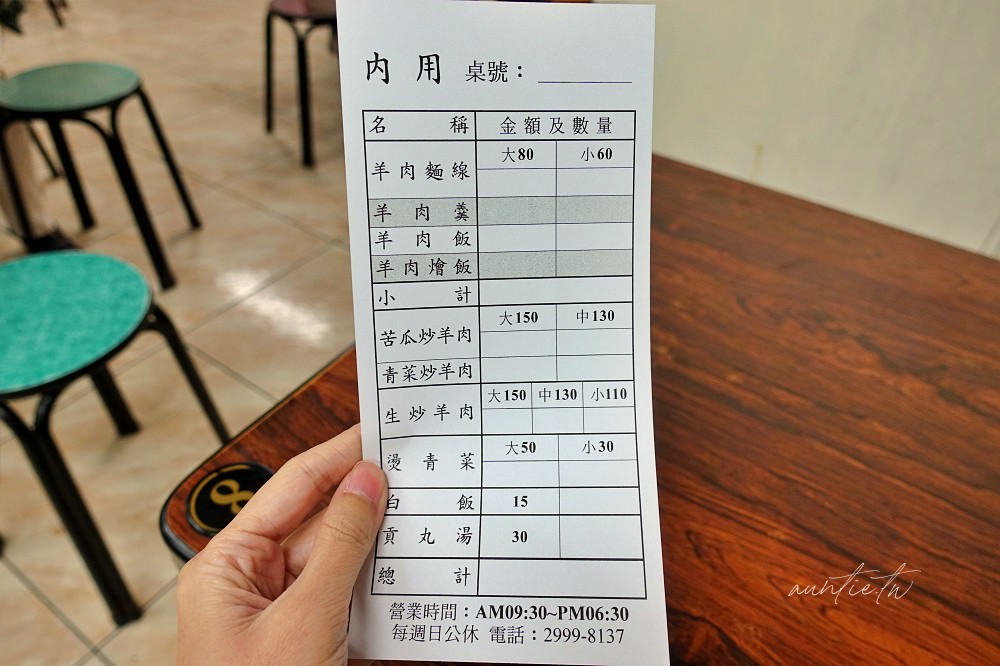 內用 桌號：
名稱 金額及數量
羊肉麵線 大80 小60
羊肉羹
羊肉飯
羊肉燴飯
小計
苦瓜炒羊肉 大150 中130
青菜炒羊肉
生炒羊肉 大150 中130 小110
燙青菜 大50 小30
白飯 15
貢丸湯 30
總計
營業時間：AM09:30~PM06:30
每週日公休 電話：2999-8137
8
auntie.tw